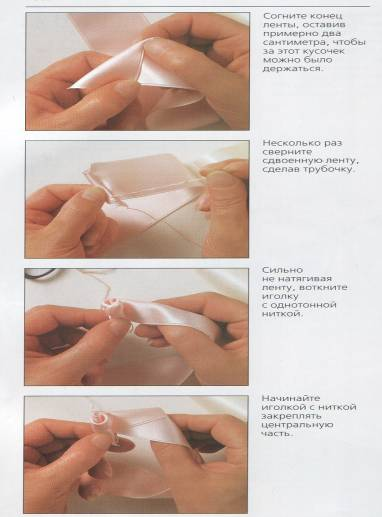 Согните конец
ленты, оставив
примерно два
сантиметра, чтобы
за этот кусочек
можно было
держаться.
Несколько раз
сверните
сдвоенную ленту,
сделав трубочку.
Сильно
не натягивая
ленту, воткните
иголку
с однотонной
ниткой.
Начинайте
иголкой с ниткой
закреплять
центральную
часть.